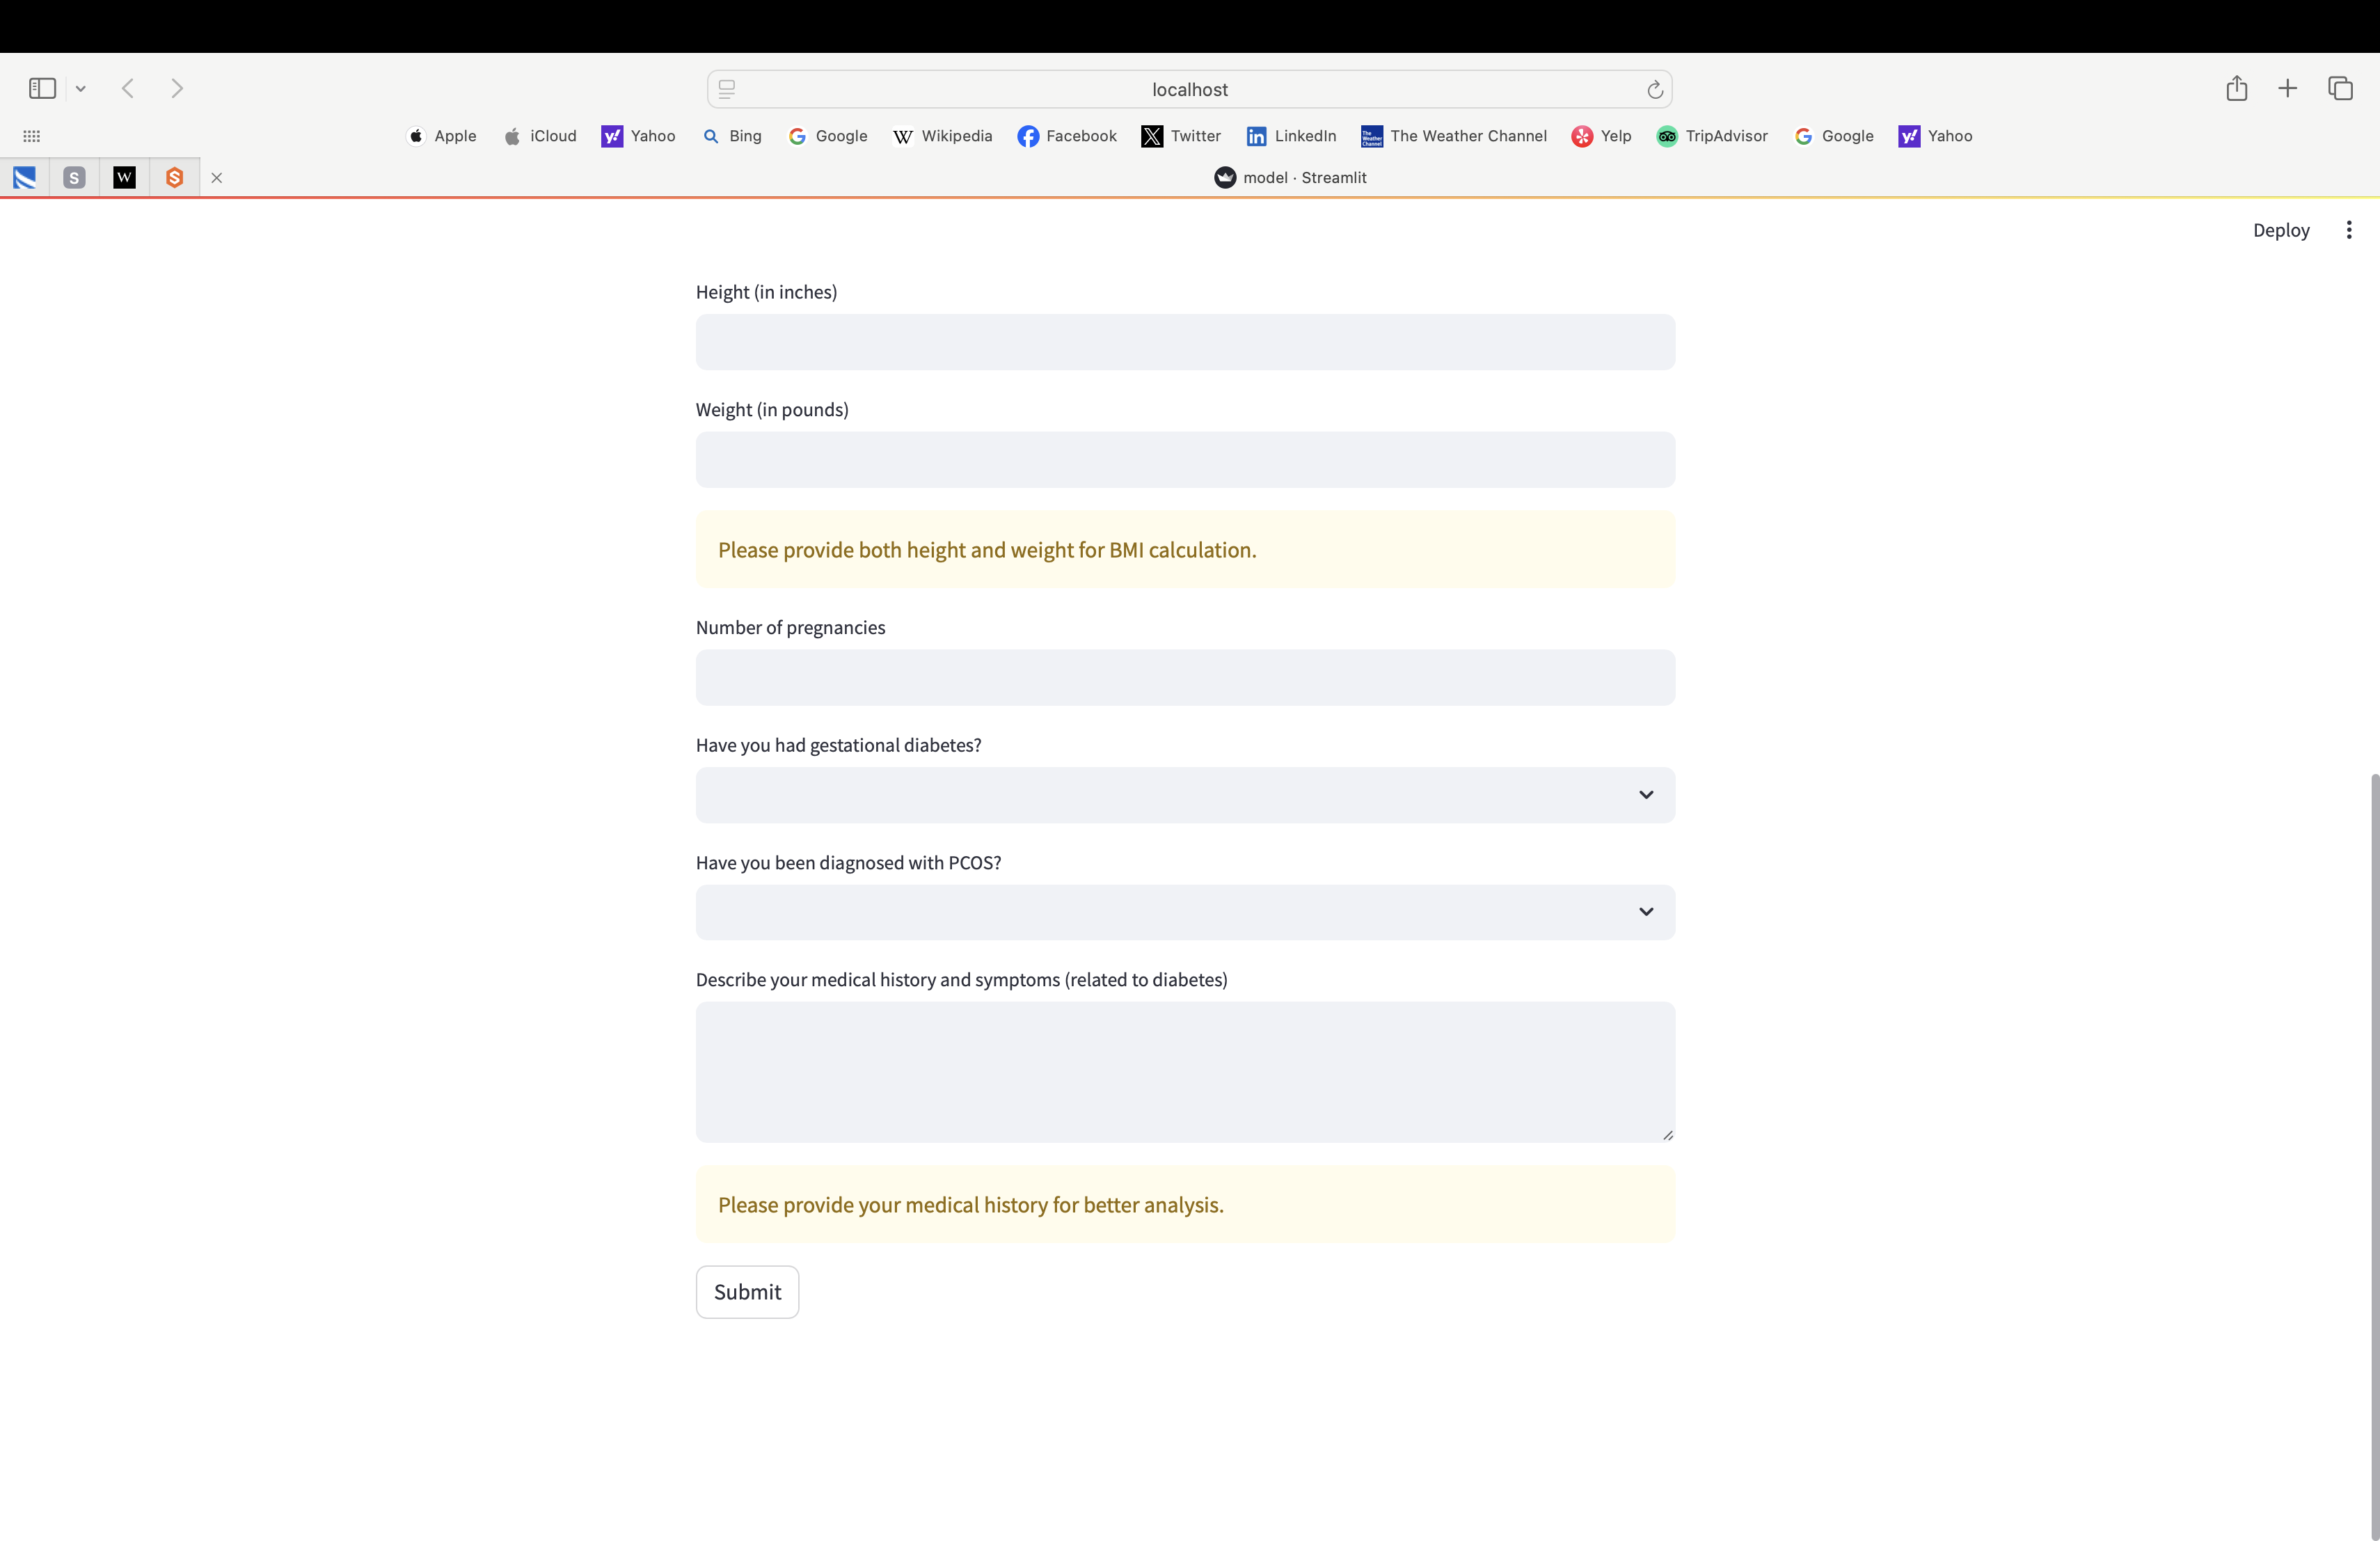 localhost
Apple iCloud Yahoo Bing Google Wikipedia Facebook Twitter LinkedIn The Weather Channel Yelp TripAdvisor Google Yahoo
S W S model · Streamlit
Deploy
Height (in inches)
Weight (in pounds)
Please provide both height and weight for BMI calculation.
Number of pregnancies
Have you had gestational diabetes?
Have you been diagnosed with PCOS?
Describe your medical history and symptoms (related to diabetes)
Please provide your medical history for better analysis.
Submit